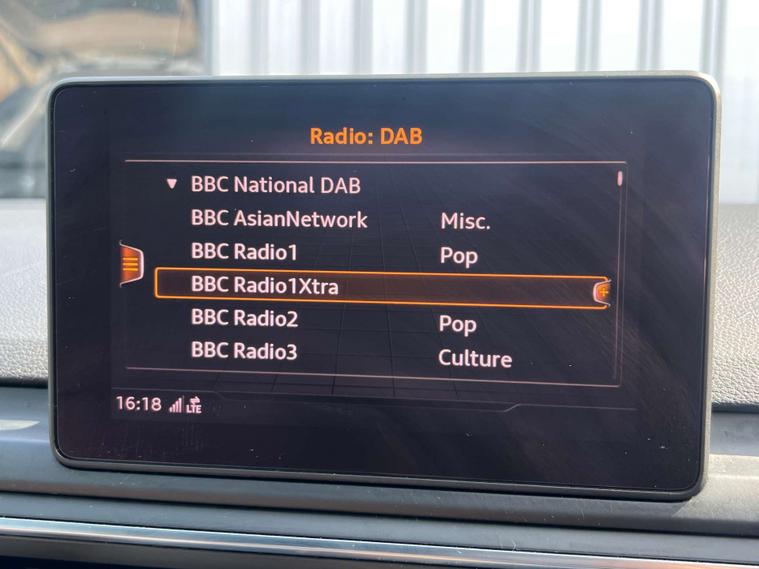 Radio: DAB
BBC National DAB
BBC AsianNetwork Misc.
BBC Radio1 Pop
BBC Radio1Xtra
BBC Radio2 Pop
BBC Radio3 Culture
16:18 LTE